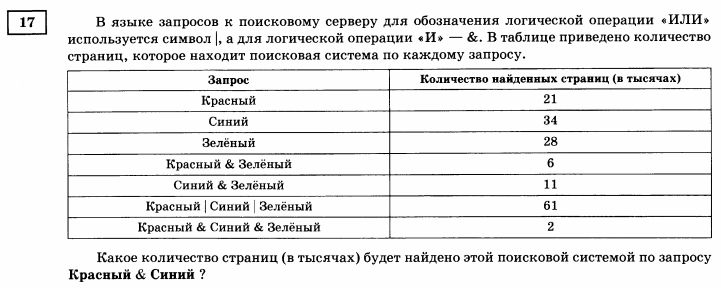 17
В языке запросов к поисковому серверу для обозначения логической операции «ИЛИ»
используется символ |, а для логической операции «И» — &. В таблице приведено количество
страниц, которое находит поисковая система по каждому запросу.
Запрос Количество найденных страниц (в тысячах)
Красный 21
Синий 34
Зелёный 28
Красный & Зелёный 6
Синий & Зелёный 11
Красный | Синий | Зелёный 61
Красный & Синий & Зелёный 2
Какое количество страниц (в тысячах) будет найдено этой поисковой системой по запросу
Красный & Синий ?